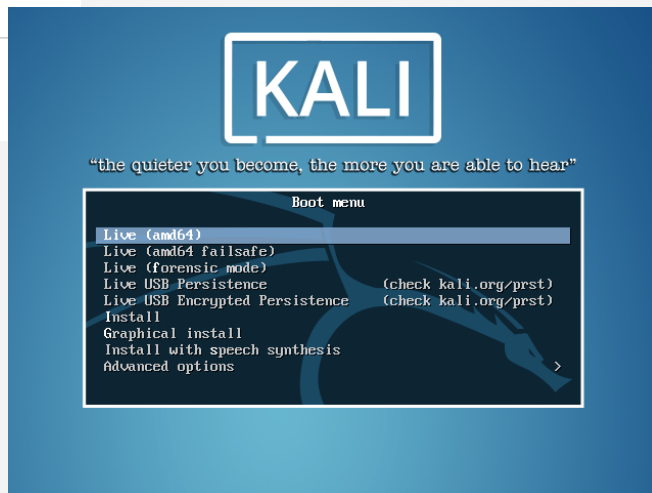 KALI
“the quieter you become, the more you are able to hear”
Boot menu
Live (amd64)
Live (amd64 failsafe)
Live (forensic mode)
Live USB Persistence (check kali.org/prst)
Live USB Encrypted Persistence (check kali.org/prst)
Install
Graphical install
Install with speech synthesis
Advanced options >